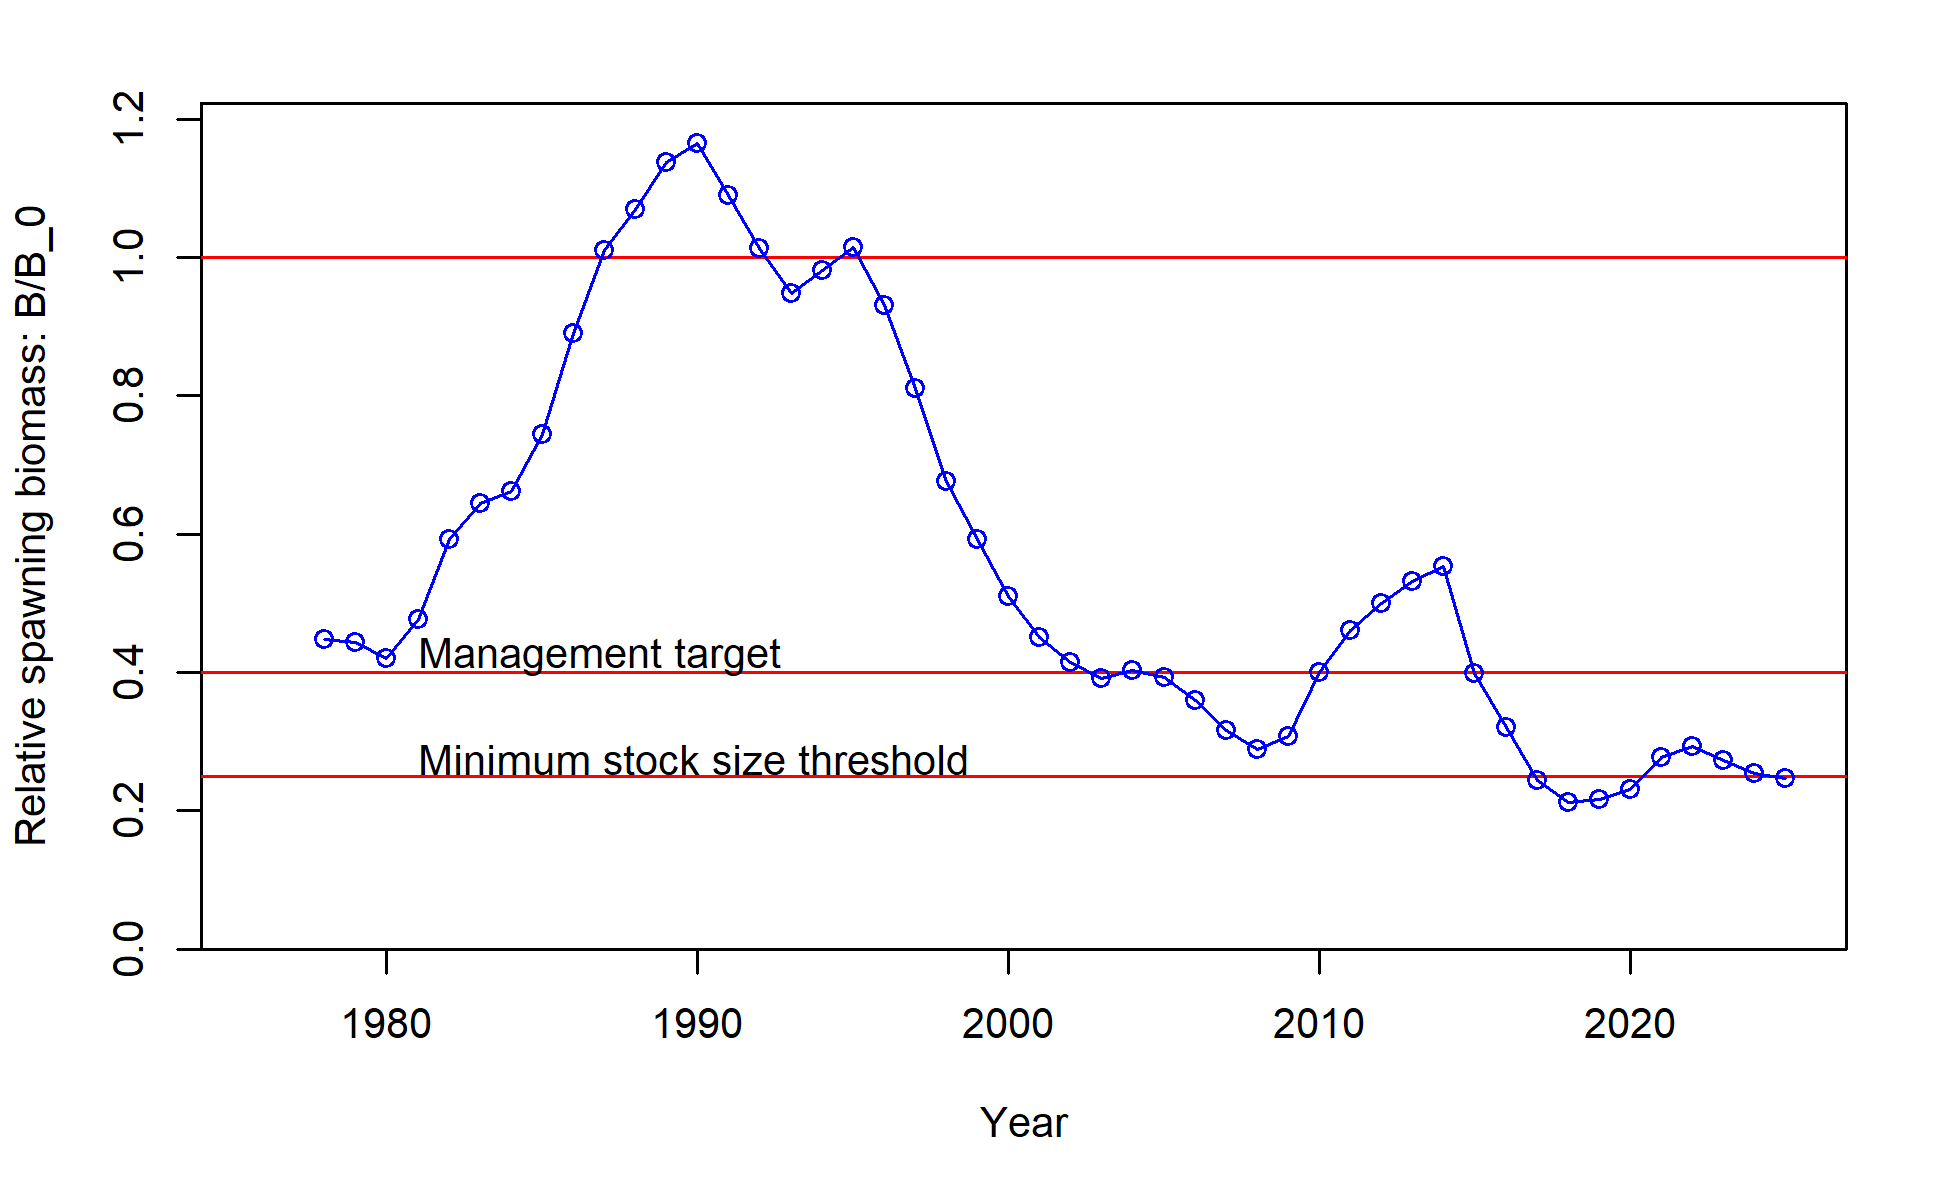 Relative spawning biomass: B/B_0
1.2
1.0
0.8
0.6
0.4
0.2
0.0
Management target
Minimum stock size threshold
1980 1990 2000 2010 2020
Year